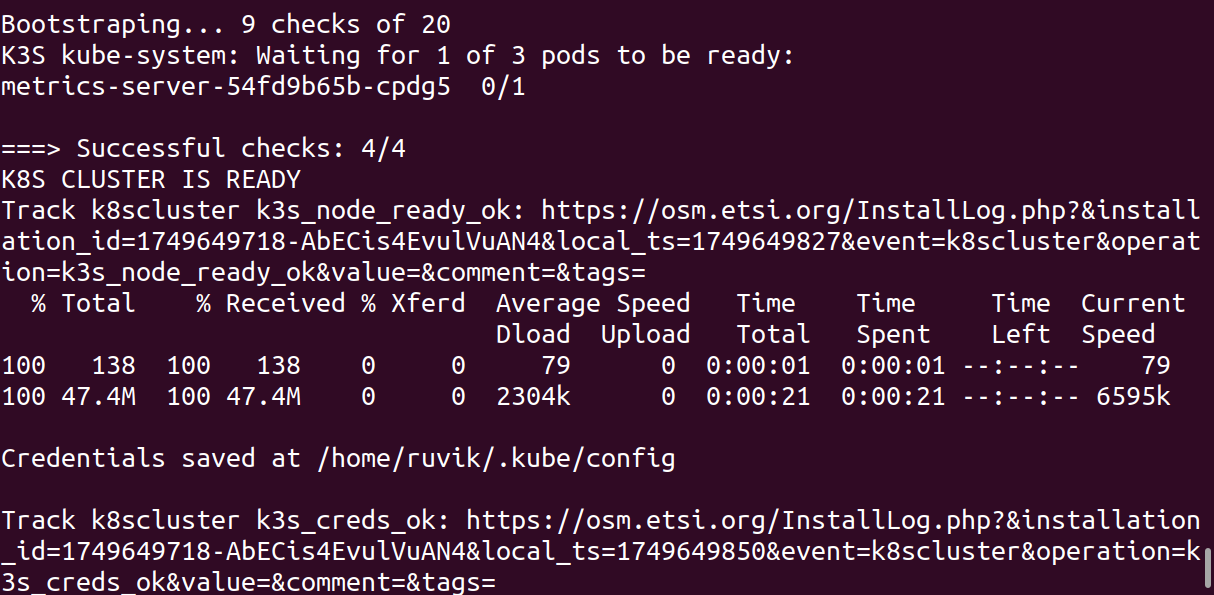 Bootstraping... 9 checks of 20
K3S kube-system: Waiting for 1 of 3 pods to be ready:
metrics-server-54fd9b65b-cpdg5  0/1
===> Successful checks: 4/4
K8S CLUSTER IS READY
Track k8scluster k3s_node_ready_ok: https://osm.etsi.org/InstallLog.php?&install
ation_id=1749649718-AbECis4EvulVuAN4&local_ts=1749649827&event=k8scluster&operat
ion=k3s_node_ready_ok&value=&comment=&tags=
  % Total    % Received % Xferd  Average Speed   Time    Time     Time  Current
                                 Dload  Upload   Total   Spent    Left  Speed
100   138  100   138    0     0     79      0  0:00:01  0:00:01 --:--:--    79
100 47.4M  100 47.4M    0     0  2304k      0  0:00:21  0:00:21 --:--:-- 6595k
Credentials saved at /home/ruvik/.kube/config
Track k8scluster k3s_creds_ok: https://osm.etsi.org/InstallLog.php?&installation
_id=1749649718-AbECis4EvulVuAN4&local_ts=1749649850&event=k8scluster&operation=k
3s_creds_ok&value=&comment=&tags=